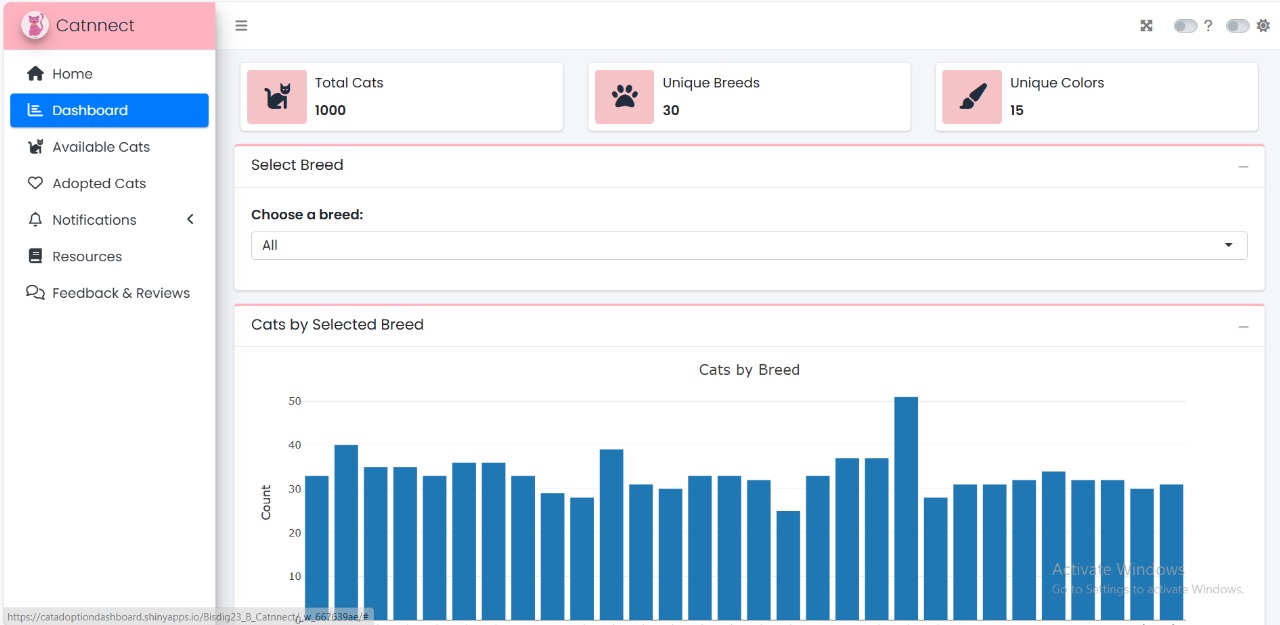 Catnnect
?
Home
Dashboard
Available Cats
Adopted Cats
Notifications
Resources
Feedback & Reviews
Total Cats
1000
Unique Breeds
30
Unique Colors
15
Select Breed
Choose a breed:
All
Cats by Selected Breed
Cats by Breed
Count
50
40
30
20
10
Activate Windows
Go to Settings to activate Windows.
https://catadoptiondashboard.shinyapps.io/Bisdig23_B_Catnnect/_w_667639ae/#